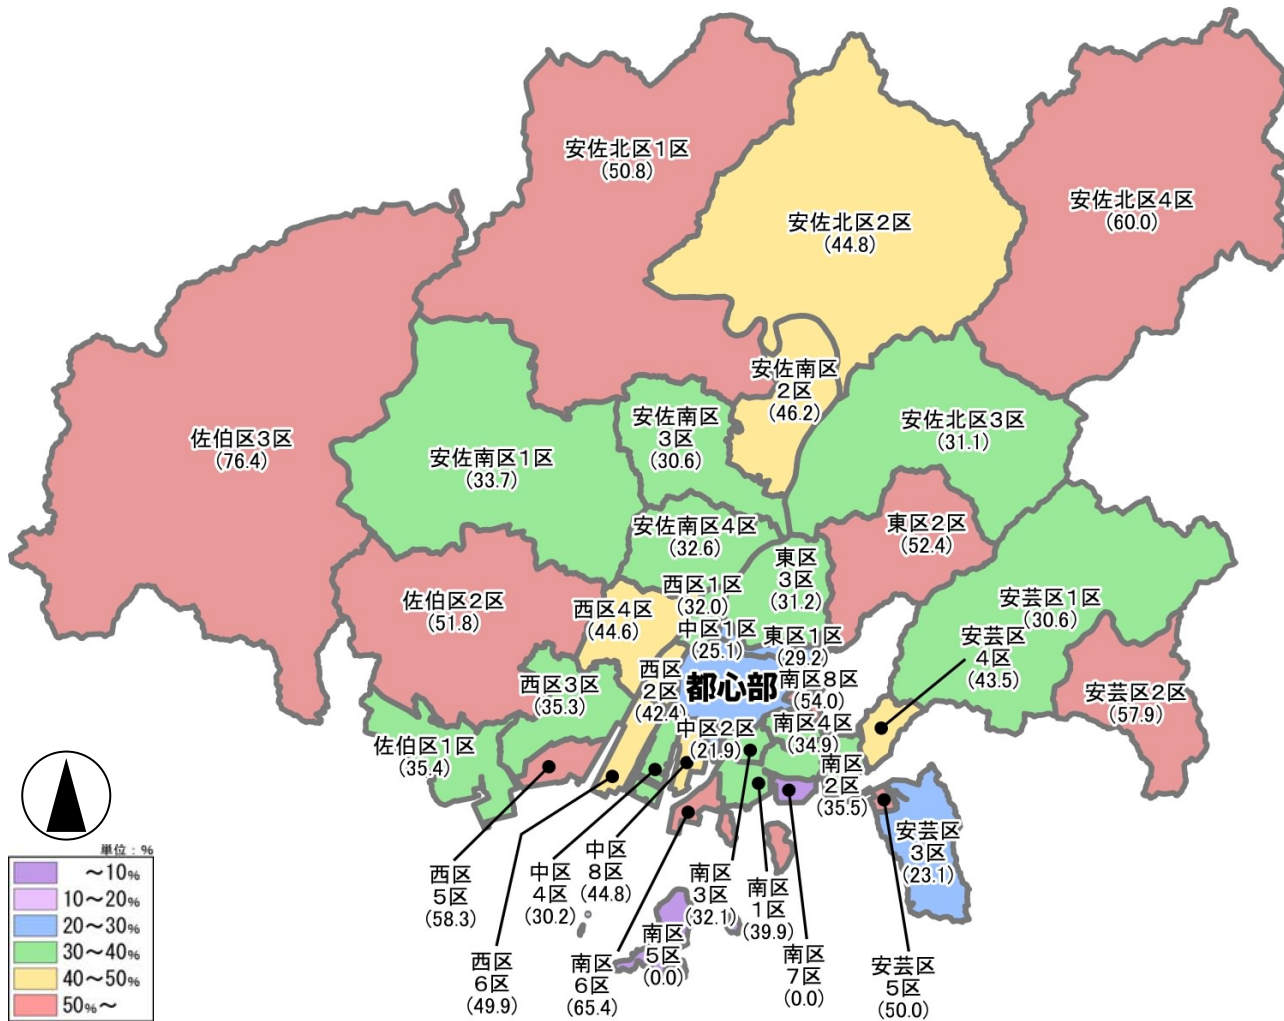 安佐北区1区
(50.8)
安佐北区2区
(44.8)
安佐北区4区
(60.0)
佐伯区3区
(76.4)
安佐南区1区
(33.7)
安佐南区
3区
(30.6)
安佐南区
2区
(46.2)
安佐北区3区
(31.1)
安佐南区4区
(32.6)
東区2区
(52.4)
東区
3区
(31.2)
佐伯区2区
(51.8)
西区4区
(44.6)
西区1区
(32.0)
中区1区
(25.1)
東区1区
(29.2)
安芸区1区
(30.6)
安芸区
4区
(43.5)
安芸区2区
(57.9)
西区3区
(35.3)
西区
2区
(42.4)
都心部
南区8区
(54.0)
中区2区
(21.9)
南区4区
(34.9)
南区
2区
(35.5)
佐伯区1区
(35.4)
安芸区
3区
(23.1)
西区
5区
(58.3)
中区
4区
(30.2)
中区
8区
(44.8)
南区
3区
(32.1)
南区
1区
(39.9)
西区
6区
(49.9)
南区
6区
(65.4)
南区
5区
(0.0)
南区
7区
(0.0)
安芸区
5区
(50.0)
単位:%
~10%
10~20%
20~30%
30~40%
40~50%
50%~